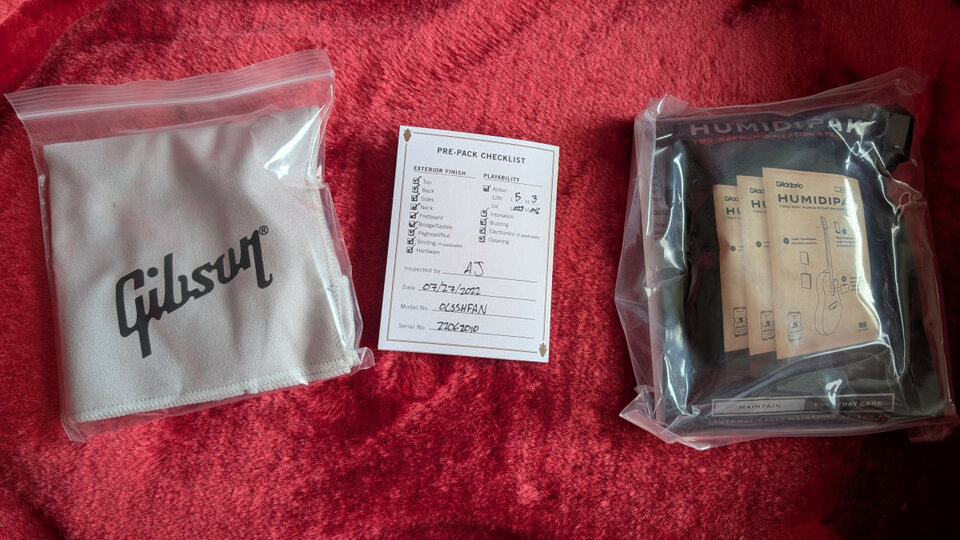 Gibson®
PRE-PACK CHECKLIST
EXTERIOR FINISH
Top
Back
Sides
Neck
Fretboard
Bridge/Saddle
Peghead/Nut
Binding (if applicable)
Hardware
PLAYABILITY
Action
12th L 5 H 3
1st
Intonation
Buzzing
Electronics (if applicable)
Cleaning
Inspected by AJ
Date 07/27/2022
Model No. OCSSHFAN
Serial No. 22062010
HUMIDIPAK
TWO-WAY HUMIDIFICATION
D'Addario
HUMIDIPAK
MAINTAIN
EVERYDAY CARE
AUTOMATICALLY